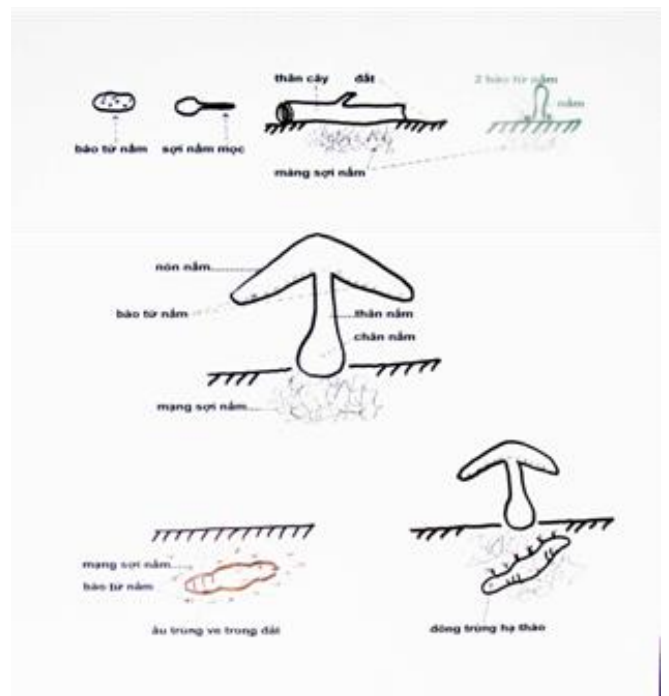 thân cây
đất
2 bào tử nấm
nấm
bào tử nấm
sợi nấm mọc
màng sợi nấm
nón nấm
bào tử nấm
thân nấm
chân nấm
mạng sợi nấm
mạng sợi nấm
bào tử nấm
ấu trùng ve trong đất
đông trùng hạ thảo